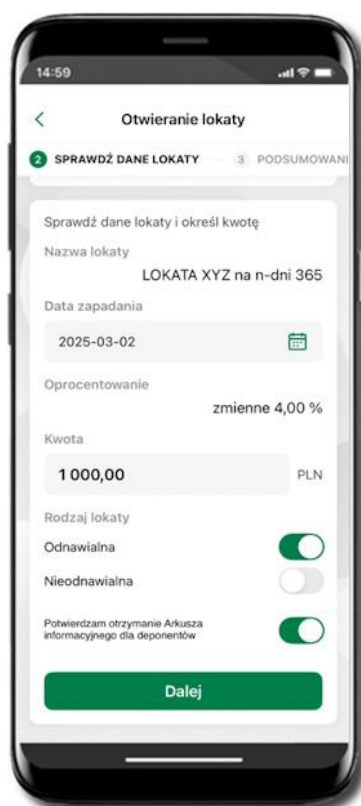 14:59
Otwieranie lokaty
2 SPRAWDŹ DANE LOKATY 3 PODSUMOWANI
Sprawdź dane lokaty i określ kwotę
Nazwa lokaty
LOKATA XYZ na n-dni 365
Data zapadania
2025-03-02
Oprocentowanie
zmienne 4,00 %
Kwota
1 000,00 PLN
Rodzaj lokaty
Odnawialna
Nieodnawialna
Potwierdzam otrzymanie Arkusza
informacyjnego dla deponentów
Dalej